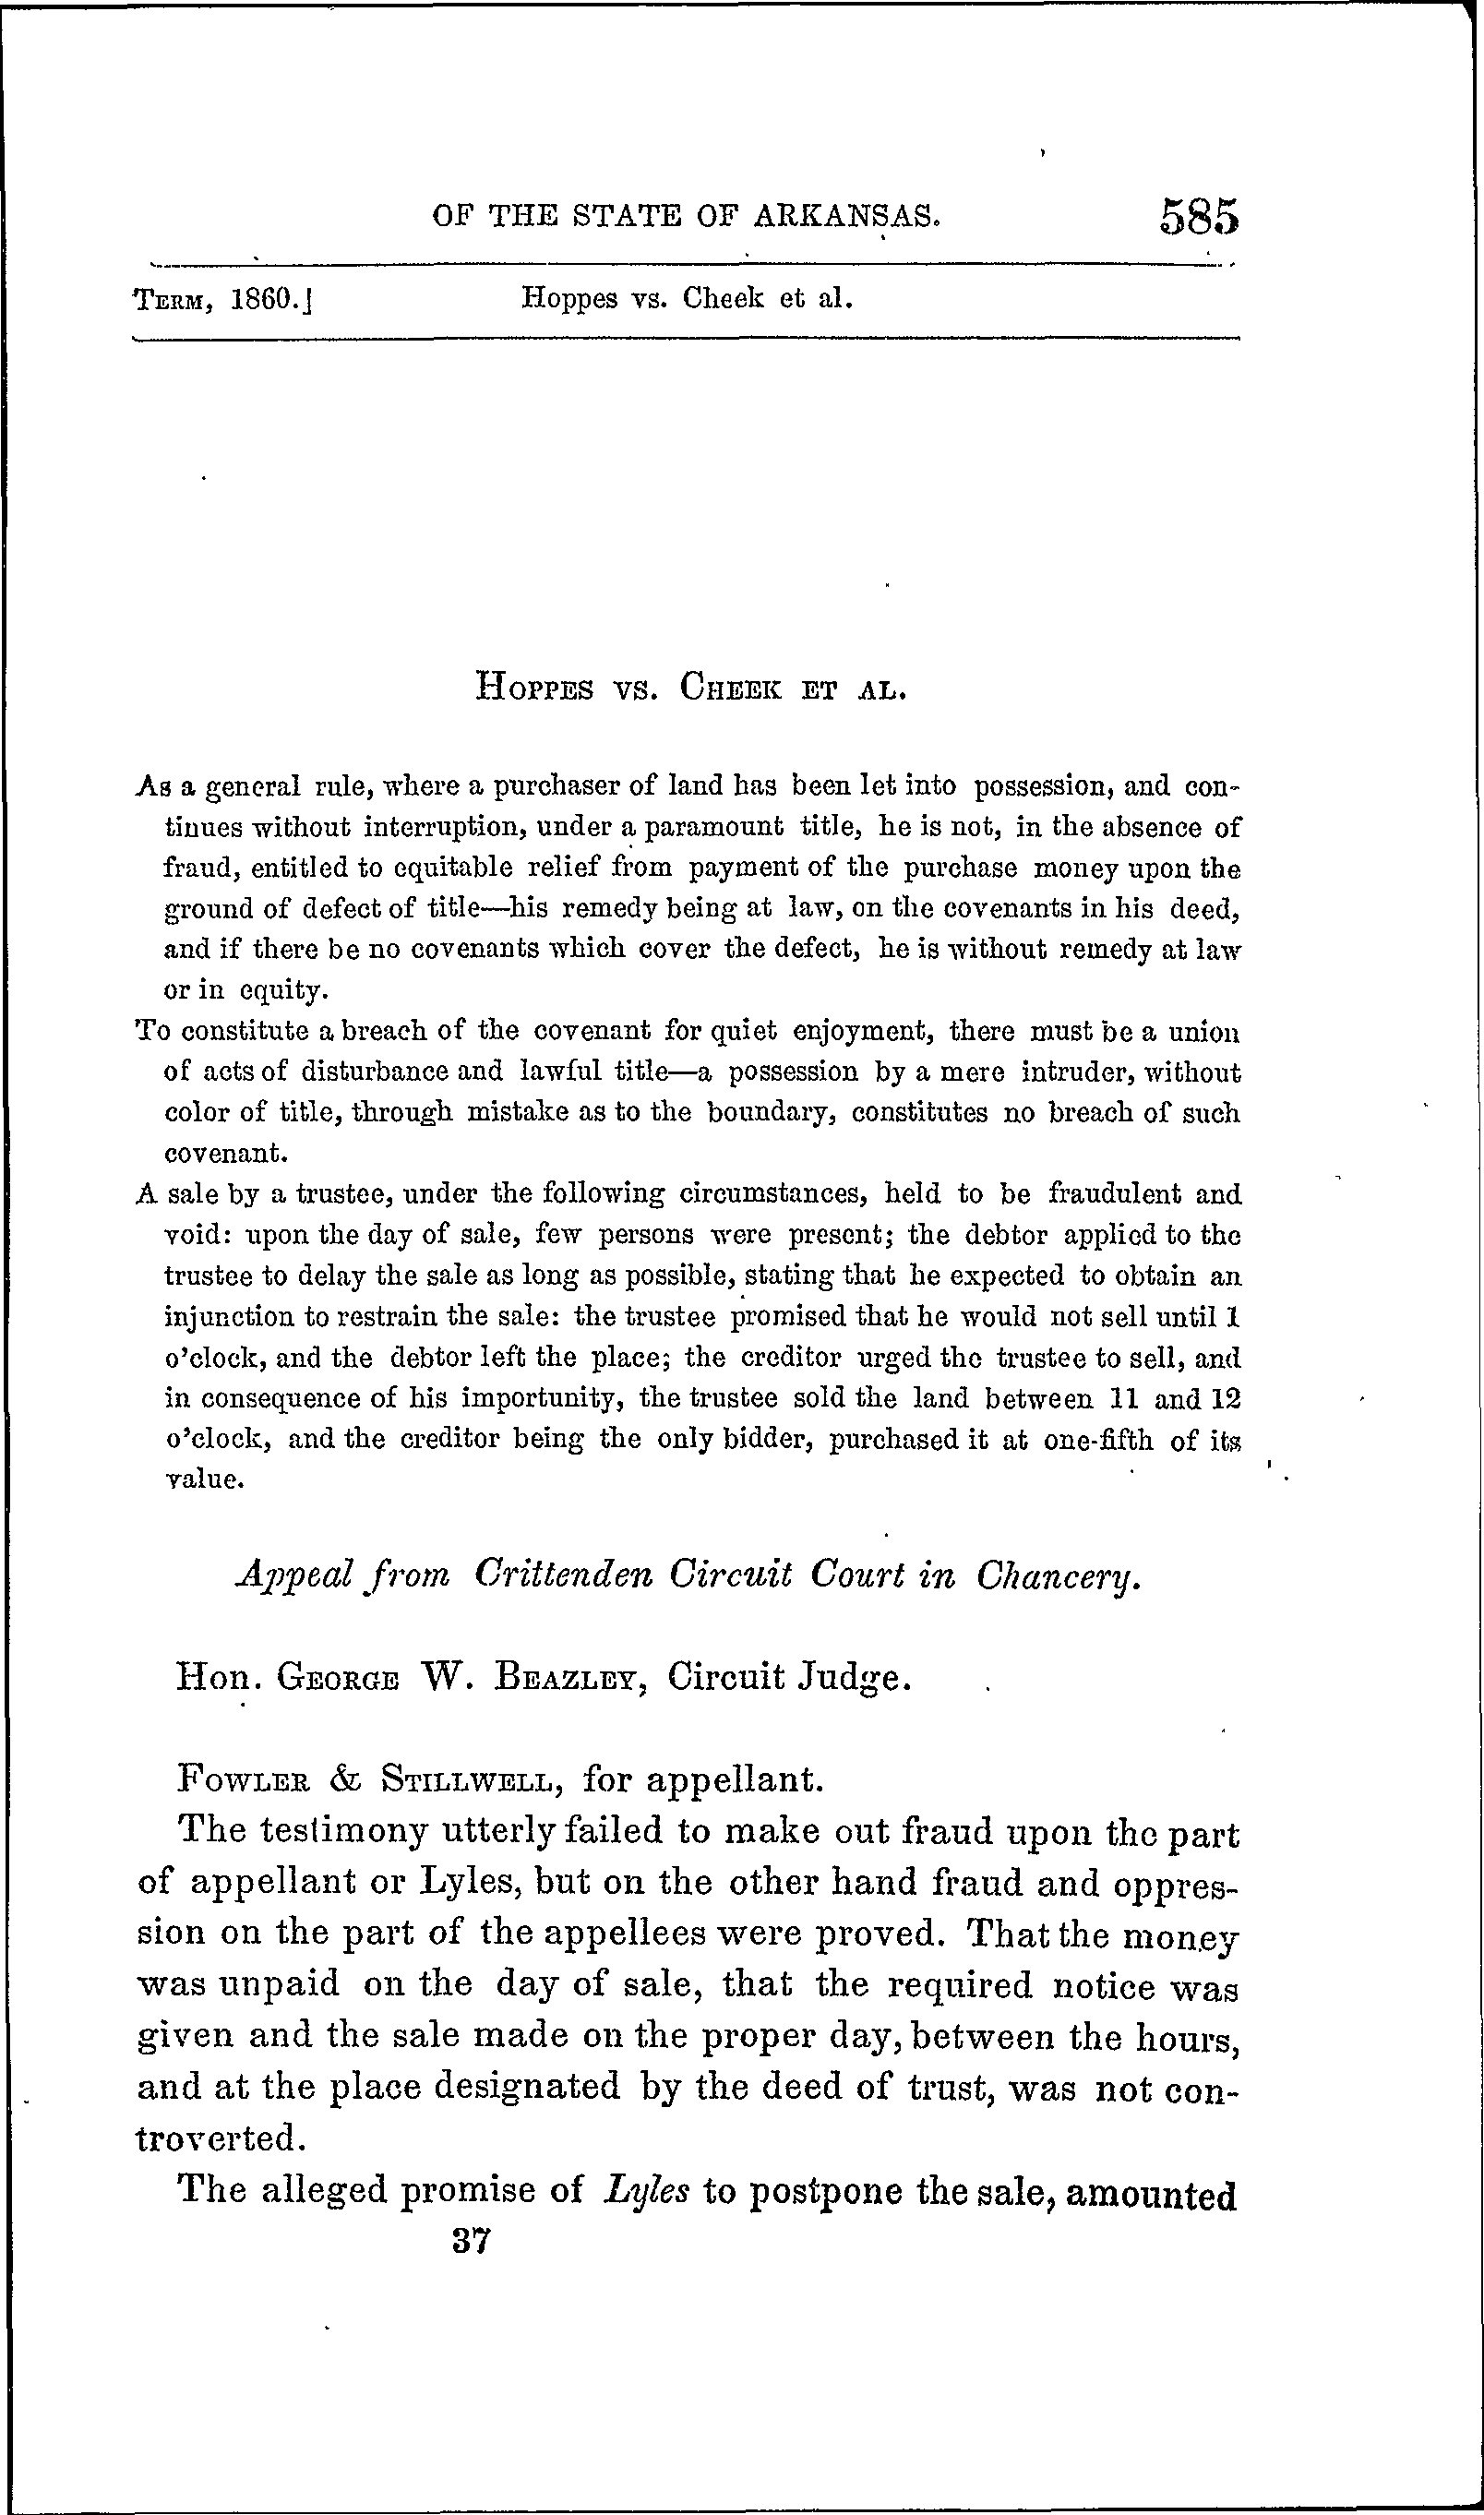 OF THE STATE OF ARKANSAS. 585
TERM, 1860.] Hoppes vs. Cheek et al.
HOPPES VS. CHEEK ET AL.
As a general rule, where a purchaser of land has been let into possession, and con-
tinues without interruption, under a paramount title, he is not, in the absence of
fraud, entitled to equitable relief from payment of the purchase money upon the
ground of defect of title—his remedy being at law, on the covenants in his deed,
and if there be no covenants which cover the defect, he is without remedy at law
or in equity.
To constitute a breach of the covenant for quiet enjoyment, there must be a union
of acts of disturbance and lawful title—a possession by a mere intruder, without
color of title, through mistake as to the boundary, constitutes no breach of such
covenant.
A sale by a trustee, under the following circumstances, held to be fraudulent and
void: upon the day of sale, few persons were present; the debtor applied to the
trustee to delay the sale as long as possible, stating that he expected to obtain an
injunction to restrain the sale: the trustee promised that he would not sell until 1
o'clock, and the debtor left the place; the creditor urged the trustee to sell, and
in consequence of his importunity, the trustee sold the land between 11 and 12
o'clock, and the creditor being the only bidder, purchased it at one-fifth of its
value.
Appeal from Crittenden Circuit Court in Chancery.
Hon. GEORGE W. BEAZLEY, Circuit Judge.
FOWLER & STILLWELL, for appellant.
The testimony utterly failed to make out fraud upon the part
of appellant or Lyles, but on the other hand fraud and oppres-
sion on the part of the appellees were proved. That the money
was unpaid on the day of sale, that the required notice was
given and the sale made on the proper day, between the hours,
and at the place designated by the deed of trust, was not con-
troverted.
The alleged promise of Lyles to postpone the sale, amounted
37